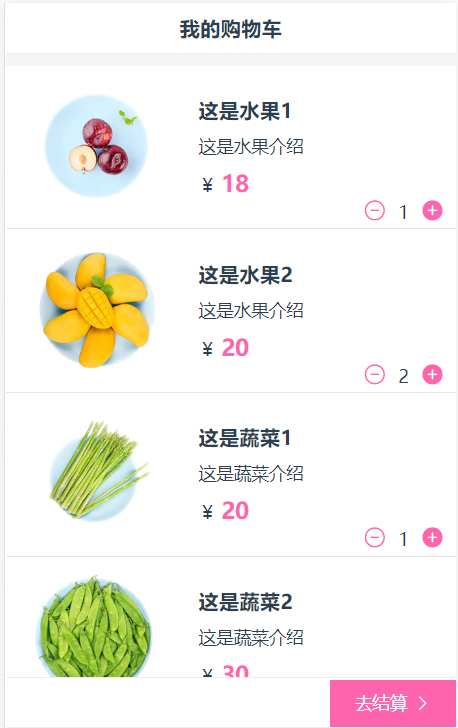 我的购物车
这是水果1
这是水果介绍
¥ 18
1
这是水果2
这是水果介绍
¥ 20
2
这是蔬菜1
这是蔬菜介绍
¥ 20
1
这是蔬菜2
这是蔬菜介绍
¥ 30
去结算